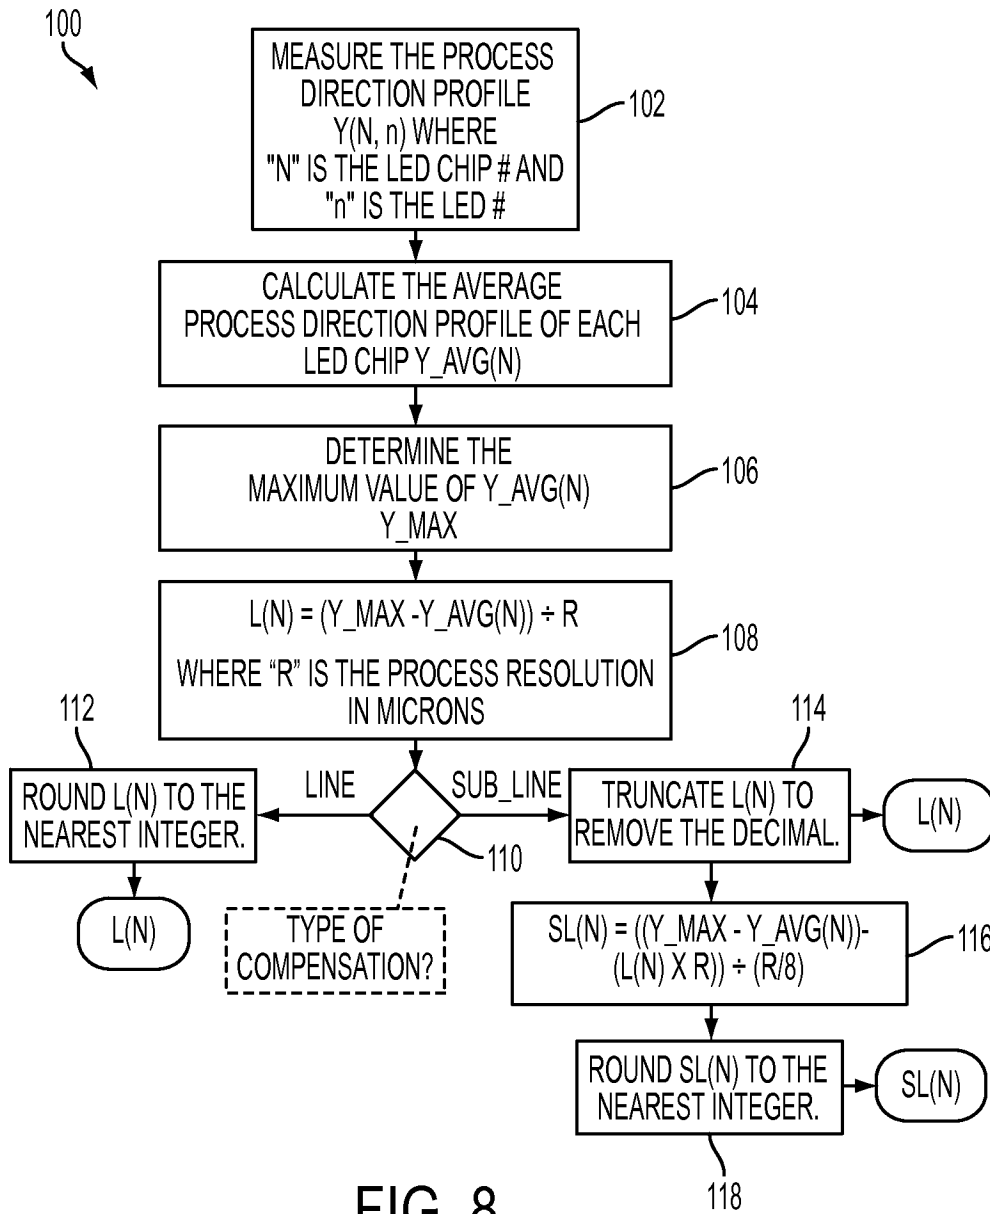 100
MEASURE THE PROCESS
DIRECTION PROFILE
Y(N, n) WHERE
"N" IS THE LED CHIP # AND
"n" IS THE LED #
102
CALCULATE THE AVERAGE
PROCESS DIRECTION PROFILE OF EACH
LED CHIP Y_AVG(N)
104
DETERMINE THE
MAXIMUM VALUE OF Y_AVG(N)
Y_MAX
106
L(N) = (Y_MAX -Y_AVG(N)) ÷ R
WHERE “R” IS THE PROCESS RESOLUTION
IN MICRONS
108
112
ROUND L(N) TO THE
NEAREST INTEGER.
L(N)
LINE
SUB_LINE
110
TYPE OF
COMPENSATION?
114
TRUNCATE L(N) TO
REMOVE THE DECIMAL.
L(N)
SL(N) = ((Y_MAX - Y_AVG(N))-
(L(N) X R)) ÷ (R/8)
116
ROUND SL(N) TO THE
NEAREST INTEGER.
SL(N)
118
FIG. 8